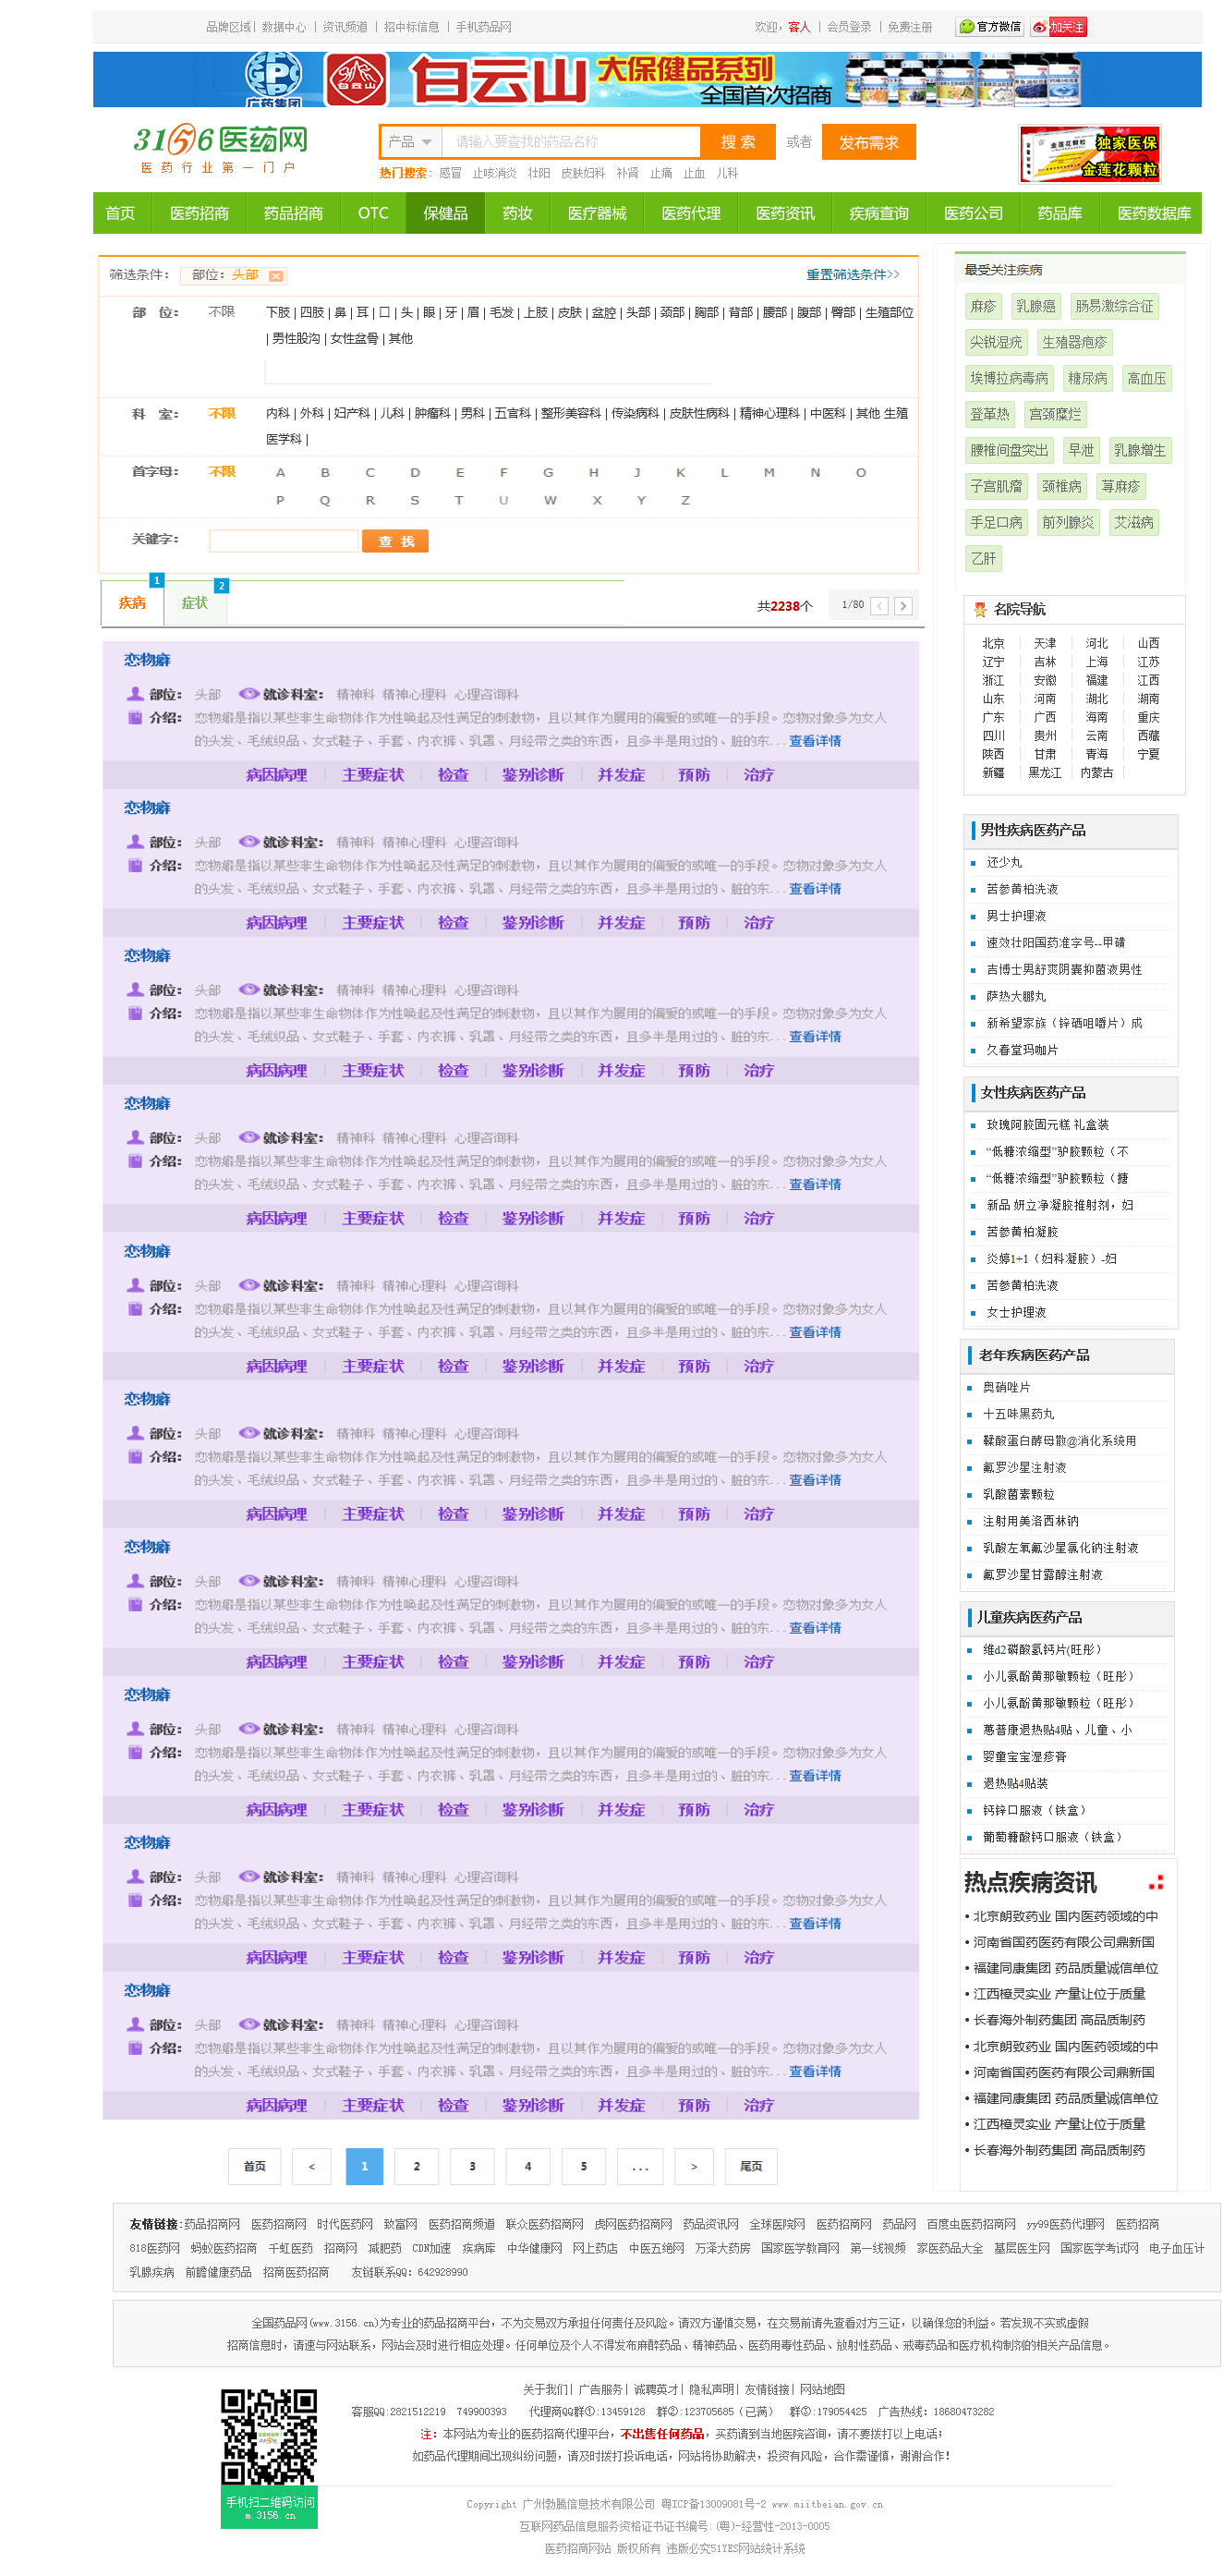 品牌区域| 数据中心 | 资讯频道 | 招中标信息 | 手机药品网
欢迎，客人 | 会员登录 | 免费注册
官方微信
加关注
广药集团 白云山 白云山 大保健品系列
全国首次招商
3156医药网
医药行业第一门户
产品 请输入要查找的药品名称 搜 索 或者 发布需求
热门搜索：感冒 止咳消炎 壮阳 皮肤妇科 补肾 止痛 止血 儿科
独家医保
金莲花颗粒
首页 医药招商 药品招商 OTC 保健品 药妆 医疗器械 医药代理 医药资讯 疾病查询 医药公司 药品库 医药数据库
筛选条件： 部位：头部 重置筛选条件>>
部 位： 不限 下肢 | 四肢 | 鼻 | 耳 | 口 | 头 | 眼 | 牙 | 眉 | 毛发 | 上肢 | 皮肤 | 盆腔 | 头部 | 颈部 | 胸部 | 背部 | 腰部 | 腹部 | 臀部 | 生殖部位
| 男性股沟 | 女性盆骨 | 其他
科 室： 不限 内科 | 外科 | 妇产科 | 儿科 | 肿瘤科 | 男科 | 五官科 | 整形美容科 | 传染病科 | 皮肤性病科 | 精神心理科 | 中医科 | 其他 生殖
医学科 |
首字母： 不限 A B C D E F G H J K L M N O
P Q R S T U W X Y Z
关键字： 查 找
疾病 1 症状 2
共2238个 1/80 < >
恋物癖
部位： 头部 就诊科室： 精神科 精神心理科 心理咨询科
介绍： 恋物癖是指以某些非生命物体作为性唤起及性满足的刺激物，且以其作为屡用的偏爱的或唯一的手段。恋物对象多为女人
的头发、毛绒织品、女式鞋子、手套、内衣裤、乳罩、月经带之类的东西，且多半是用过的、脏的东...查看详情
病因病理 主要症状 检查 鉴别诊断 并发症 预防 治疗
恋物癖
部位： 头部 就诊科室： 精神科 精神心理科 心理咨询科
介绍： 恋物癖是指以某些非生命物体作为性唤起及性满足的刺激物，且以其作为屡用的偏爱的或唯一的手段。恋物对象多为女人
的头发、毛绒织品、女式鞋子、手套、内衣裤、乳罩、月经带之类的东西，且多半是用过的、脏的东...查看详情
病因病理 主要症状 检查 鉴别诊断 并发症 预防 治疗
恋物癖
部位： 头部 就诊科室： 精神科 精神心理科 心理咨询科
介绍： 恋物癖是指以某些非生命物体作为性唤起及性满足的刺激物，且以其作为屡用的偏爱的或唯一的手段。恋物对象多为女人
的头发、毛绒织品、女式鞋子、手套、内衣裤、乳罩、月经带之类的东西，且多半是用过的、脏的东...查看详情
病因病理 主要症状 检查 鉴别诊断 并发症 预防 治疗
恋物癖
部位： 头部 就诊科室： 精神科 精神心理科 心理咨询科
介绍： 恋物癖是指以某些非生命物体作为性唤起及性满足的刺激物，且以其作为屡用的偏爱的或唯一的手段。恋物对象多为女人
的头发、毛绒织品、女式鞋子、手套、内衣裤、乳罩、月经带之类的东西，且多半是用过的、脏的东...查看详情
病因病理 主要症状 检查 鉴别诊断 并发症 预防 治疗
恋物癖
部位： 头部 就诊科室： 精神科 精神心理科 心理咨询科
介绍： 恋物癖是指以某些非生命物体作为性唤起及性满足的刺激物，且以其作为屡用的偏爱的或唯一的手段。恋物对象多为女人
的头发、毛绒织品、女式鞋子、手套、内衣裤、乳罩、月经带之类的东西，且多半是用过的、脏的东...查看详情
病因病理 主要症状 检查 鉴别诊断 并发症 预防 治疗
恋物癖
部位： 头部 就诊科室： 精神科 精神心理科 心理咨询科
介绍： 恋物癖是指以某些非生命物体作为性唤起及性满足的刺激物，且以其作为屡用的偏爱的或唯一的手段。恋物对象多为女人
的头发、毛绒织品、女式鞋子、手套、内衣裤、乳罩、月经带之类的东西，且多半是用过的、脏的东...查看详情
病因病理 主要症状 检查 鉴别诊断 并发症 预防 治疗
恋物癖
部位： 头部 就诊科室： 精神科 精神心理科 心理咨询科
介绍： 恋物癖是指以某些非生命物体作为性唤起及性满足的刺激物，且以其作为屡用的偏爱的或唯一的手段。恋物对象多为女人
的头发、毛绒织品、女式鞋子、手套、内衣裤、乳罩、月经带之类的东西，且多半是用过的、脏的东...查看详情
病因病理 主要症状 检查 鉴别诊断 并发症 预防 治疗
恋物癖
部位： 头部 就诊科室： 精神科 精神心理科 心理咨询科
介绍： 恋物癖是指以某些非生命物体作为性唤起及性满足的刺激物，且以其作为屡用的偏爱的或唯一的手段。恋物对象多为女人
的头发、毛绒织品、女式鞋子、手套、内衣裤、乳罩、月经带之类的东西，且多半是用过的、脏的东...查看详情
病因病理 主要症状 检查 鉴别诊断 并发症 预防 治疗
恋物癖
部位： 头部 就诊科室： 精神科 精神心理科 心理咨询科
介绍： 恋物癖是指以某些非生命物体作为性唤起及性满足的刺激物，且以其作为屡用的偏爱的或唯一的手段。恋物对象多为女人
的头发、毛绒织品、女式鞋子、手套、内衣裤、乳罩、月经带之类的东西，且多半是用过的、脏的东...查看详情
病因病理 主要症状 检查 鉴别诊断 并发症 预防 治疗
恋物癖
部位： 头部 就诊科室： 精神科 精神心理科 心理咨询科
介绍： 恋物癖是指以某些非生命物体作为性唤起及性满足的刺激物，且以其作为屡用的偏爱的或唯一的手段。恋物对象多为女人
的头发、毛绒织品、女式鞋子、手套、内衣裤、乳罩、月经带之类的东西，且多半是用过的、脏的东...查看详情
病因病理 主要症状 检查 鉴别诊断 并发症 预防 治疗
首页 < 1 2 3 4 5 ... > 尾页
最受关注疾病
麻疹 乳腺癌 肠易激综合征
尖锐湿疣 生殖器疱疹
埃博拉病毒病 糖尿病 高血压
登革热 宫颈糜烂
腰椎间盘突出 早泄 乳腺增生
子宫肌瘤 颈椎病 荨麻疹
手足口病 前列腺炎 艾滋病
乙肝
名院导航
北京 天津 河北 山西
辽宁 吉林 上海 江苏
浙江 安徽 福建 江西
山东 河南 湖北 湖南
广东 广西 海南 重庆
四川 贵州 云南 西藏
陕西 甘肃 青海 宁夏
新疆 黑龙江 内蒙古
男性疾病医药产品
还少丸
苦参黄柏洗液
男士护理液
速效壮阳国药准字号--甲磺
吉博士男舒爽阴囊抑菌液男性
萨热大鹏丸
新希望家族（锌硒咀嚼片）成
久春堂玛咖片
女性疾病医药产品
玫瑰阿胶固元糕 礼盒装
“低糖浓缩型”驴胶颗粒（不
“低糖浓缩型”驴胶颗粒（糖
新品 妍立净凝胶推射剂，妇
苦参黄柏凝胶
炎婷1+1（妇科凝胶）-妇
苦参黄柏洗液
女士护理液
老年疾病医药产品
奥硝唑片
十五味黑药丸
鞣酸蛋白酵母散@消化系统用
氟罗沙星注射液
乳酸菌素颗粒
注射用美洛西林钠
乳酸左氧氟沙星氯化钠注射液
氟罗沙星甘露醇注射液
儿童疾病医药产品
维d2磷酸氢钙片(旺彤）
小儿氨酚黄那敏颗粒（旺彤）
小儿氨酚黄那敏颗粒（旺彤）
葸普康退热贴4贴、儿童、小
婴童宝宝湿疹膏
退热贴4贴装
钙锌口服液（铁盒）
葡萄糖酸钙口服液（铁盒）
热点疾病资讯
• 北京朗致药业 国内医药领域的中
• 河南省国药医药有限公司鼎新国
• 福建同康集团 药品质量诚信单位
• 江西樟灵实业 产量让位于质量
• 长春海外制药集团 高品质制药
• 北京朗致药业 国内医药领域的中
• 河南省国药医药有限公司鼎新国
• 福建同康集团 药品质量诚信单位
• 江西樟灵实业 产量让位于质量
• 长春海外制药集团 高品质制药
友情链接:药品招商网 医药招商网 时代医药网 致富网 医药招商频道 联众医药招商网 虎网医药招商网 药品资讯网 全球医院网 医药招商网 药品网 百度虫医药招商网 yy99医药代理网 医药招商
818医药网 蚂蚁医药招商 千虹医药 招商网 减肥药 CDN加速 疾病库 中华健康网 网上药店 中医五绝网 万泽大药房 国家医学教育网 第一线视频 家医药品大全 基层医生网 国家医学考试网 电子血压计
乳腺疾病 前瞻健康药品 招商医药招商 友链联系QQ: 642928990
全国药品网(www.3156.cn)为专业的药品招商平台，不为交易双方承担任何责任及风险。请双方谨慎交易，在交易前请先查看对方三证，以确保您的利益。若发现不实或虚假
招商信息时，请速与网站联系，网站会及时进行相应处理。任何单位及个人不得发布麻醉药品、精神药品、医药用毒性药品、放射性药品、戒毒药品和医疗机构制剂的相关产品信息。
关于我们| 广告服务| 诚聘英才| 隐私声明| 友情链接| 网站地图
客服QQ:2821512219 749900393 代理商QQ群①:13459128 群②:123705685（已满） 群③:179054425 广告热线：18680473282
注：本网站为专业的医药招商代理平台，不出售任何药品，买药请到当地医院咨询，请不要拨打以上电话；
如药品代理期间出现纠纷问题，请及时拨打投诉电话，网站将协助解决，投资有风险，合作需谨慎，谢谢合作！
手机扫二维码访问
m.3156.cn
Copyright 广州勃腾信息技术有限公司 粤ICP备13009081号-2 www.miitbeian.gov.cn
互联网药品信息服务资格证书证书编号:(粤)-经营性-2013-0005
医药招商网站 版权所有 违版必究51YES网站统计系统